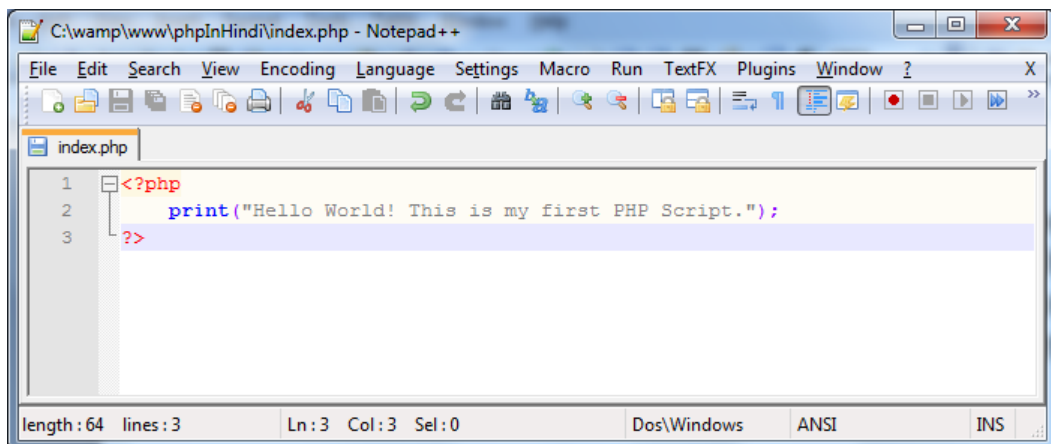 C:\wamp\www\phpInHindi\index.php - Notepad++
File Edit Search View Encoding Language Settings Macro Run TextFX Plugins Window ? X
index.php
1 <?php
2 print("Hello World! This is my first PHP Script.");
3 ?>
length : 64 lines : 3 Ln : 3 Col : 3 Sel : 0 Dos\Windows ANSI INS